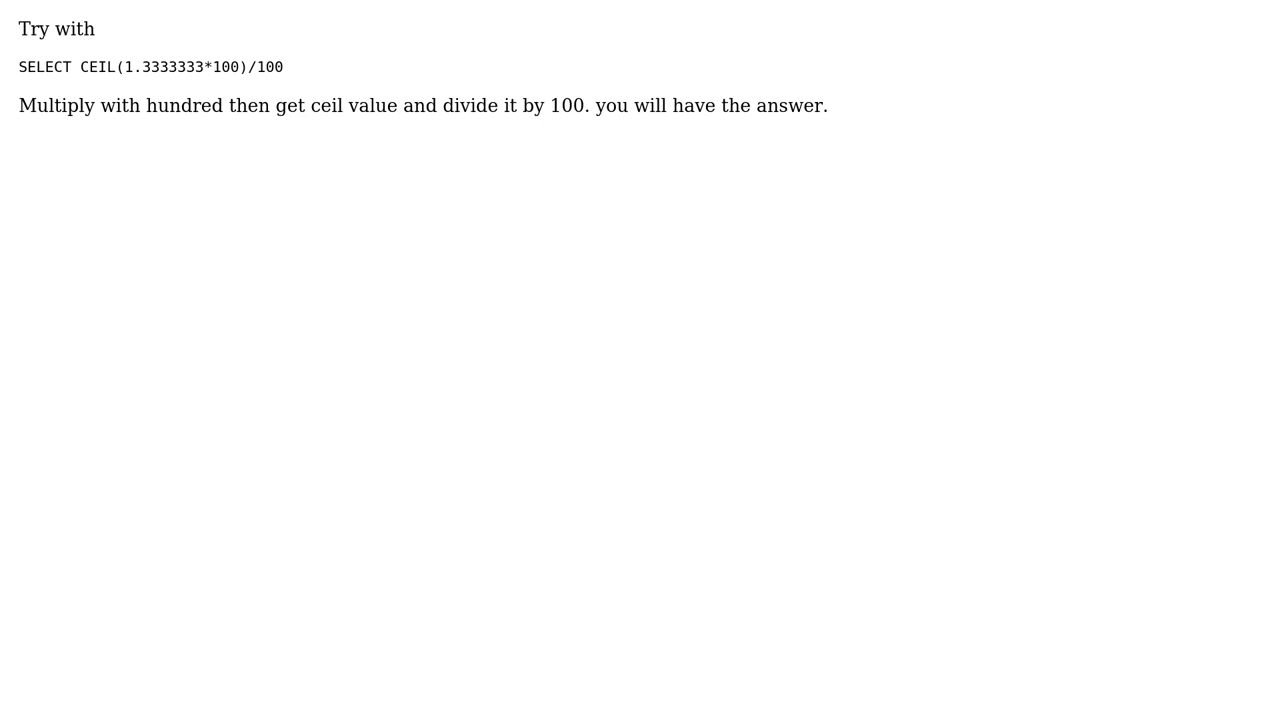 Try with
SELECT CEIL(1.3333333*100)/100
Multiply with hundred then get ceil value and divide it by 100. you will have the answer.